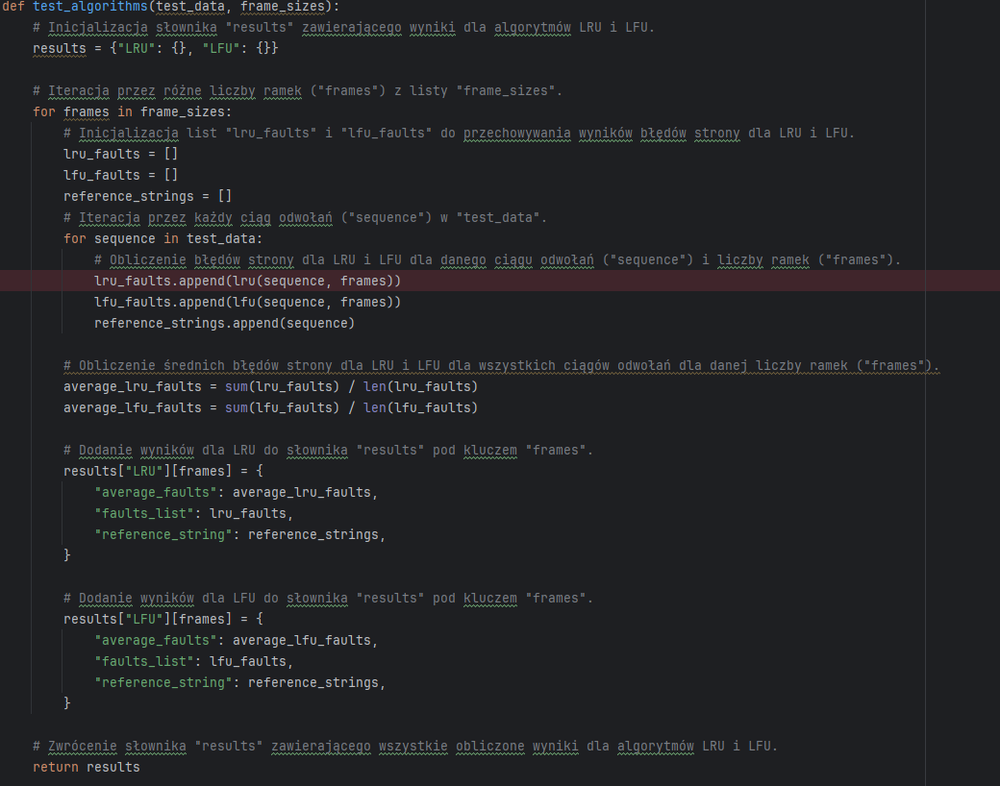 def test_algorithms(test_data, frame_sizes):
    # Inicjalizacja słownika "results" zawierającego wyniki dla algorytmów LRU i LFU.
    results = {"LRU": {}, "LFU": {}}

    # Iteracja przez różne liczby ramek ("frames") z listy "frame_sizes".
    for frames in frame_sizes:
        # Inicjalizacja list "lru_faults" i "lfu_faults" do przechowywania wyników błędów strony dla LRU i LFU.
        lru_faults = []
        lfu_faults = []
        reference_strings = []
        # Iteracja przez każdy ciąg odwołań ("sequence") w "test_data".
        for sequence in test_data:
            # Obliczenie błędów strony dla LRU i LFU dla danego ciągu odwołań ("sequence") i liczby ramek ("frames").
            lru_faults.append(lru(sequence, frames))
            lfu_faults.append(lfu(sequence, frames))
            reference_strings.append(sequence)

        # Obliczenie średnich błędów strony dla LRU i LFU dla wszystkich ciągów odwołań dla danej liczby ramek ("frames").
        average_lru_faults = sum(lru_faults) / len(lru_faults)
        average_lfu_faults = sum(lfu_faults) / len(lfu_faults)

        # Dodanie wyników dla LRU do słownika "results" pod kluczem "frames".
        results["LRU"][frames] = {
            "average_faults": average_lru_faults,
            "faults_list": lru_faults,
            "reference_string": reference_strings,
        }

        # Dodanie wyników dla LFU do słownika "results" pod kluczem "frames".
        results["LFU"][frames] = {
            "average_faults": average_lfu_faults,
            "faults_list": lfu_faults,
            "reference_string": reference_strings,
        }

    # Zwrócenie słownika "results" zawierającego wszystkie obliczone wyniki dla algorytmów LRU i LFU.
    return results